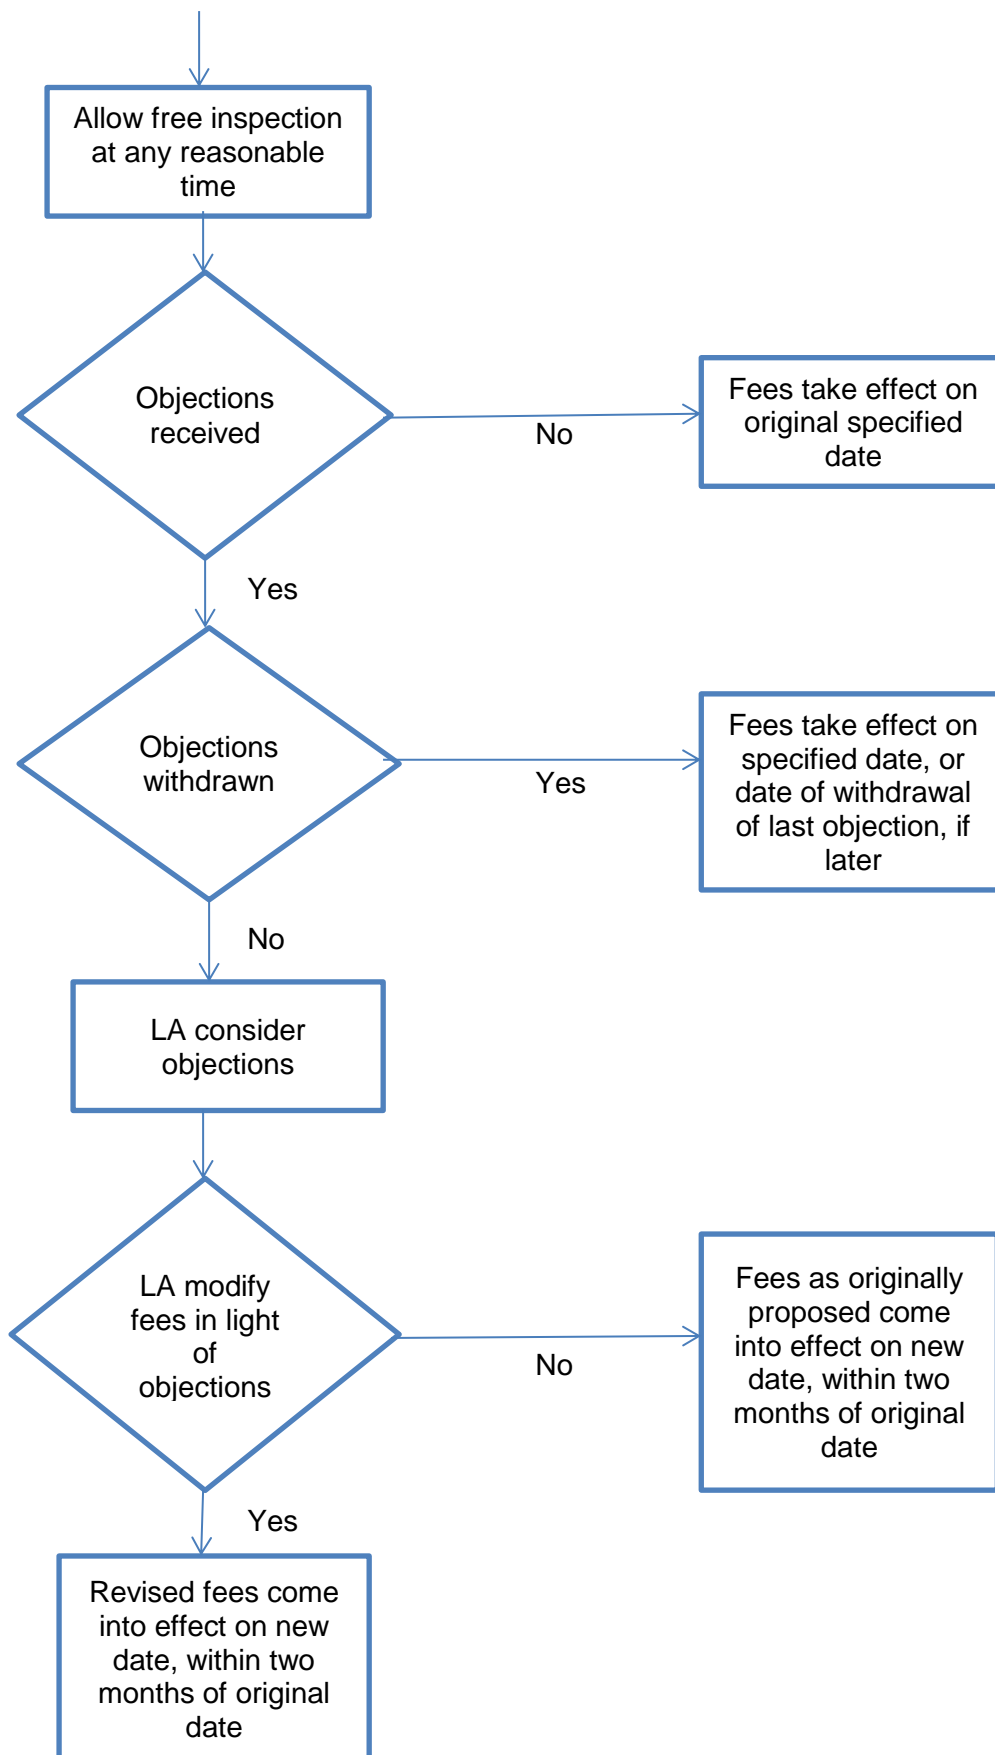 Allow free inspection
at any reasonable
time
Objections
received
No
Fees take effect on
original specified
date
Yes
Objections
withdrawn
Yes
Fees take effect on
specified date, or
date of withdrawal
of last objection, if
later
No
LA consider
objections
LA modify
fees in light
of
objections
No
Fees as originally
proposed come
into effect on new
date, within two
months of original
date
Yes
Revised fees come
into effect on new
date, within two
months of original
date